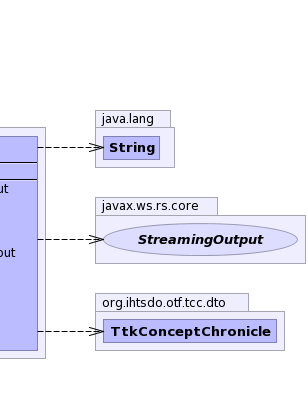 java.lang
String
ut
javax.ws.rs.core
StreamingOutput
out
org.ihtsdo.otf.tcc.dto
TtkConceptChronicle